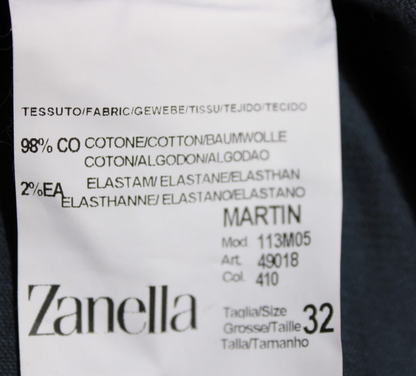 TESSUTO/FABRIC/GEWEBE/TISSU/TEJIDO/TECIDO
98% CO COTONE/COTTON/BAUMWOLLE
COTON/ALGODON/ALGODAO
2%EA ELASTAM/ ELASTANE/ELASTHAN
ELASTHANNE/ ELASTANO/ELASTANO
MARTIN
Mod. 113M05
Art. 49018
Col. 410
Zanella
Taglia/Size
Grosse/Taille 32
Talla/Tamanho